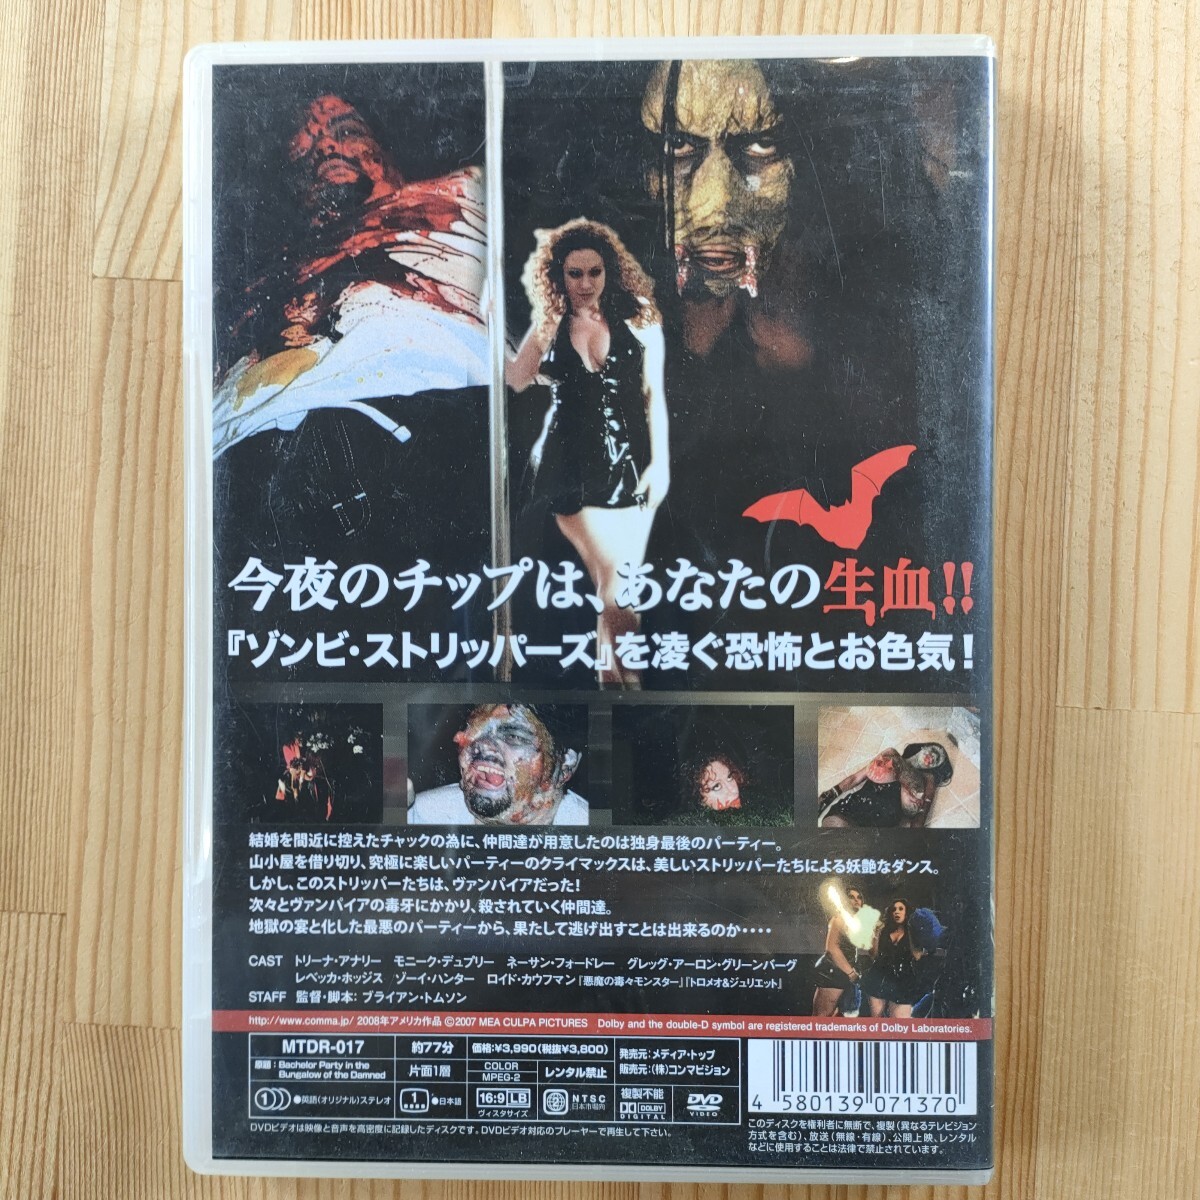 今夜のチップは、あなたの生血!!
『ゾンビ・ストリッパーズ』を凌ぐ恐怖とお色気!
結婚を間近に控えたチャックの為に、仲間達が用意したのは独身最後のパーティー。
山小屋を借り切り、究極に楽しいパーティーのクライマックスは、美しいストリッパーたちによる妖艶なダンス。
しかし、このストリッパーたちは、ヴァンパイアだった!
次々とヴァンパイアの毒牙にかかり、殺されていく仲間達。
地獄の宴と化した最悪のパーティーから、果たして逃げ出すことは出来るのか・・・・
CAST トリーナ・アナリー モニーク・デュプリー ネーサン・フォードレー グレッグ・アーロン・グリーンバーグ
レベッカ・ホッジス ゾーイ・ハンター ロイド・カウフマン『悪魔の毒々モンスター』『トロメオ&ジュリエット』
STAFF 監督・脚本:ブライアン・トムソン
http://www.comma.jp/ 2008年アメリカ作品 ©2007 MEA CULPA PICTURES Dolby and the double-D symbol are registered trademarks of Dolby Laboratories.
MTDR-017 約77分 価格:¥3,990(税抜¥3,800) 発売元:メディア・トップ
原題:Bachelor Party in the Bungalow of the Damned 片面1層 COLOR MPEG-2 レンタル禁止 販売元:(株)コンマビジョン
1 ●英語(オリジナル)ステレオ 1 ●日本語 16:9 LB ビスタサイズ 2 NTSC 日本市場向 複製不能 DOLBY DIGITAL DVD VIDEO
4 580139 071370
DVDビデオは映像と音声を高密度に記録したディスクです。DVDビデオ対応のプレーヤーで再生して下さい。
このディスクを権利者に無断で、複製(異なるテレビジョン
方式を含む)、放送(無線・有線)、公開上映、レンタル
などに使用することは法律で禁止されています。